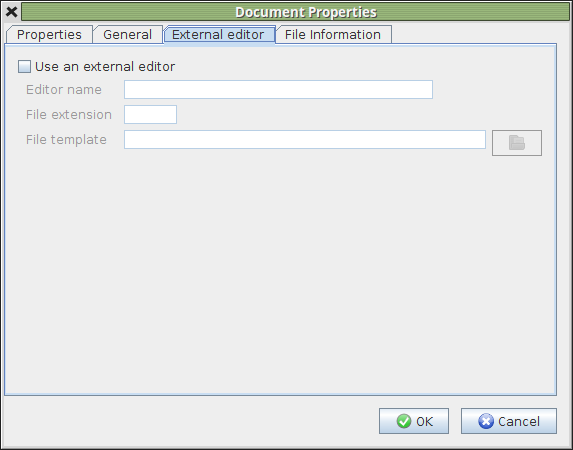 Document Properties
Properties General External editor File Information
Use an external editor
Editor name
File extension
File template
OK Cancel